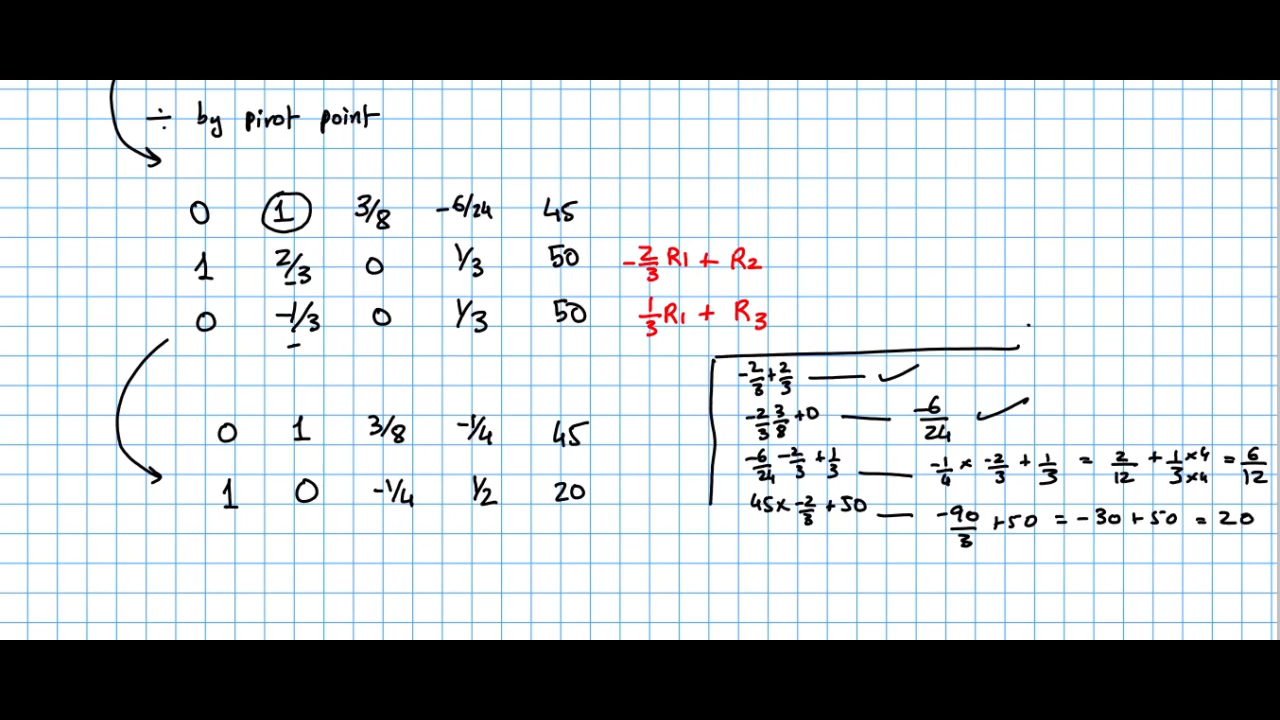 ÷ by pivot point
0 1 3/8 -6/24 45
1 2/3 0 1/3 50 -2/3 R1 + R2
0 -1/3 0 1/3 50 1/3 R1 + R3
-2/3 + 2/3 — ✓
-2/3 3/8 + 0 — -6/24 ✓
0 1 3/8 -1/4 45
-6/24 -2/3 + 1/3 — -1/4 × -2/3 + 1/3 = 2/12 + 1/3 ×4 ×4 = 6/12
1 0 -1/4 1/2 20
45× -2/3 + 50 — -90/3 + 50 = -30 + 50 = 20